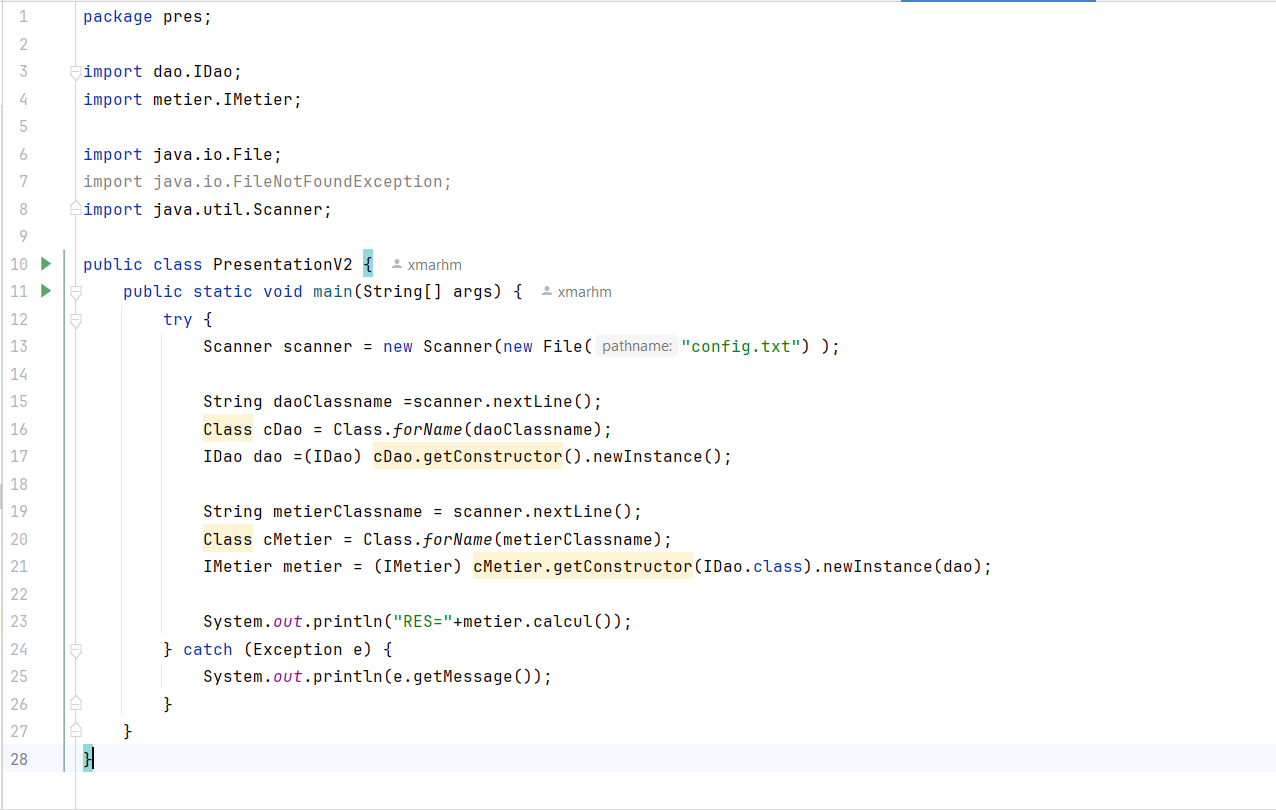 1 package pres;
2
3 import dao.IDao;
4 import metier.IMetier;
5
6 import java.io.File;
7 import java.io.FileNotFoundException;
8 import java.util.Scanner;
9
10 public class PresentationV2 { xmarhm
11     public static void main(String[] args) { xmarhm
12         try {
13             Scanner scanner = new Scanner(new File( pathname: "config.txt") );
14
15             String daoClassname =scanner.nextLine();
16             Class cDao = Class.forName(daoClassname);
17             IDao dao =(IDao) cDao.getConstructor().newInstance();
18
19             String metierClassname = scanner.nextLine();
20             Class cMetier = Class.forName(metierClassname);
21             IMetier metier = (IMetier) cMetier.getConstructor(IDao.class).newInstance(dao);
22
23             System.out.println("RES="+metier.calcul());
24         } catch (Exception e) {
25             System.out.println(e.getMessage());
26         }
27     }
28 }